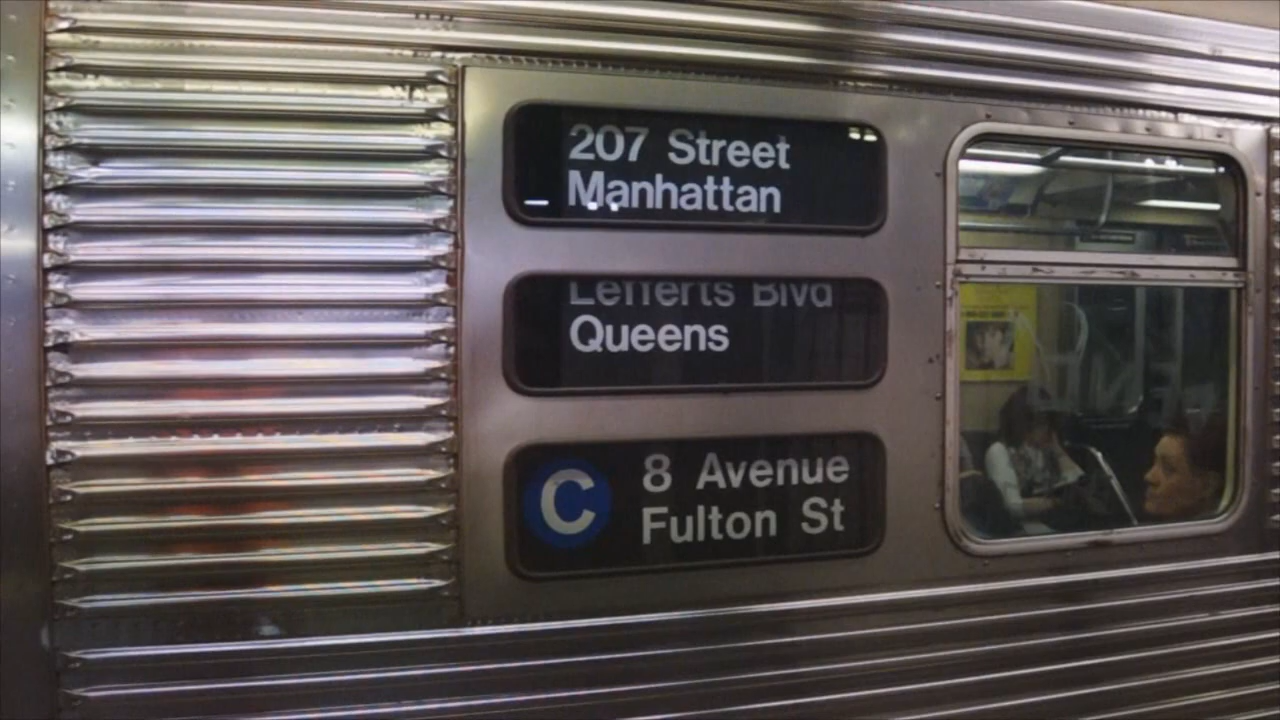 207 Street
Manhattan
Lefferts Blvd
Queens
C
8 Avenue
Fulton St